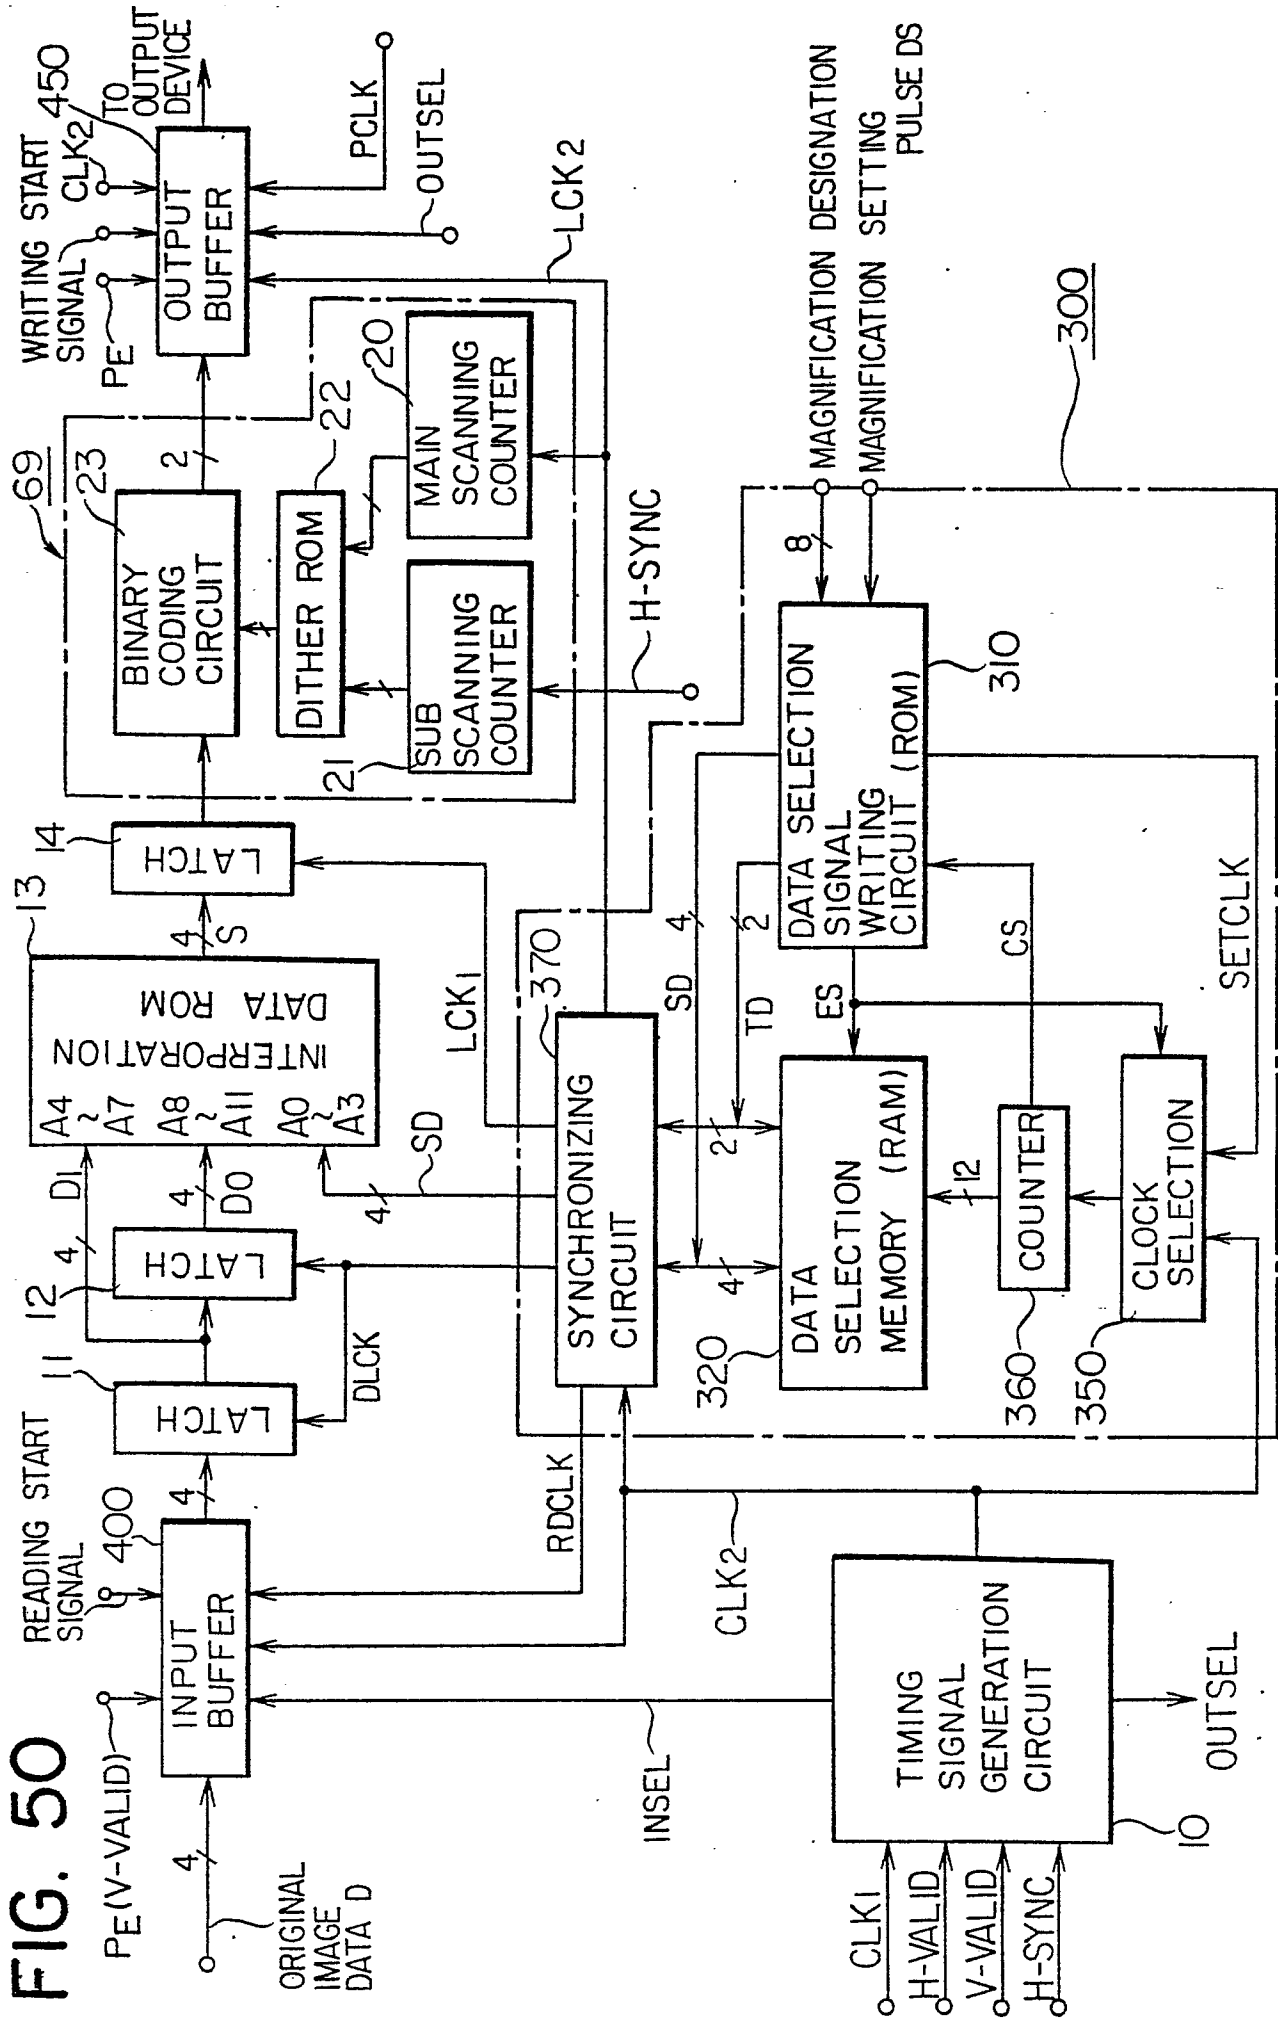 FIG. 50
PE (V-VALID)
READING START
SIGNAL
400
INPUT
BUFFER
4
ORIGINAL
IMAGE
DATA D
4
11
LATCH
12
LATCH
4
D1
4
D0
DLCK
13
A4
~
A7
A8
~
A11
A0
~
A3
INTERPORATION
DATA ROM
4
SD
4
S
14
LATCH
LCK1
69
23
BINARY
CODING
CIRCUIT
2
DITHER ROM
22
21
SUB
SCANNING
COUNTER
20
MAIN
SCANNING
COUNTER
H-SYNC
WRITING START
SIGNAL
PE
CLK2
450
OUTPUT
BUFFER
TO
OUTPUT
DEVICE
PCLK
OUTSEL
LCK2
RDCLK
INSEL
CLK2
370
SYNCHRONIZING
CIRCUIT
4
2
SD
4
TD
2
ES
320
DATA
SELECTION
MEMORY (RAM)
DATA SELECTION
SIGNAL
WRITING
CIRCUIT (ROM)
310
8
MAGNIFICATION DESIGNATION
MAGNIFICATION SETTING
PULSE DS
300
12
CS
360
COUNTER
350
CLOCK
SELECTION
SETCLK
CLK1
H-VALID
V-VALID
H-SYNC
TIMING
SIGNAL
GENERATION
CIRCUIT
10
OUTSEL